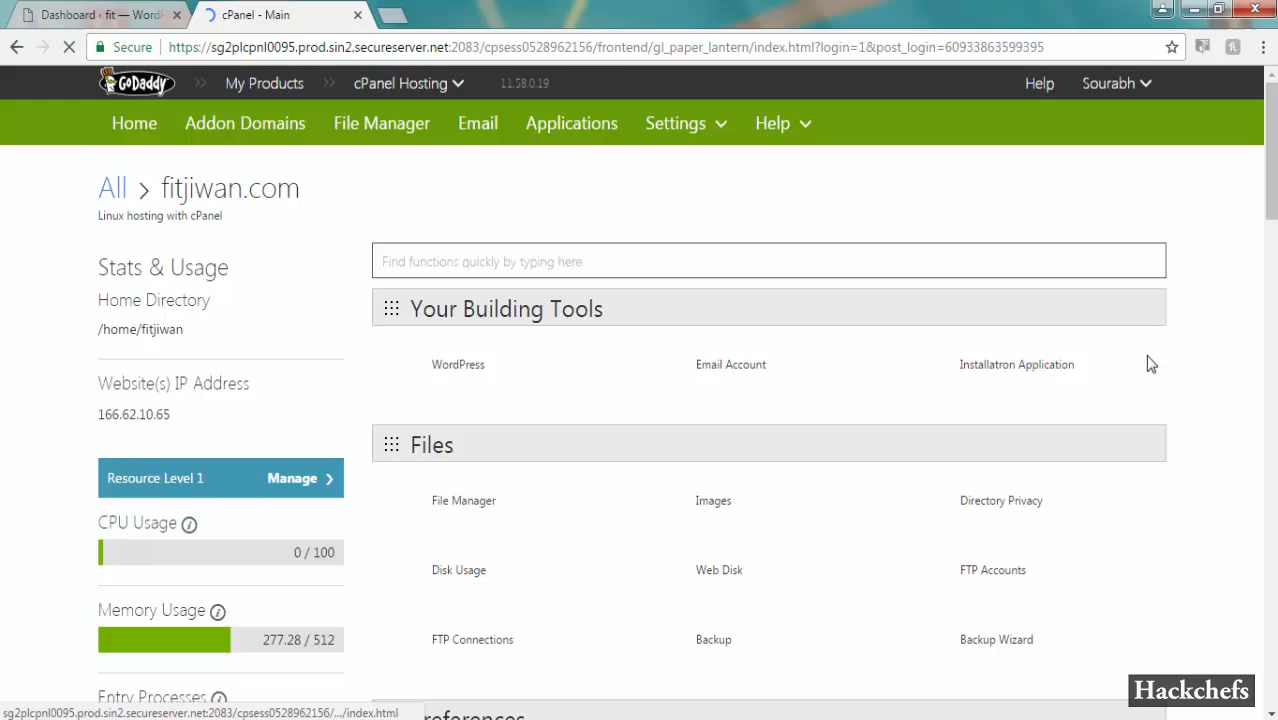 Dashboard ‹ fit — Word
cPanel - Main
Secure https://sg2plcpnl0095.prod.sin2.secureserver.net:2083/cpsess0528962156/frontend/gl_paper_lantern/index.html?login=1&post_login=60933863599395
GoDaddy >> My Products >> cPanel Hosting 11.58.0.19 Help Sourabh
Home Addon Domains File Manager Email Applications Settings Help
All > fitjiwan.com
Linux hosting with cPanel
Stats & Usage
Home Directory
/home/fitjiwan
Website(s) IP Address
166.62.10.65
Resource Level 1 Manage >
CPU Usage i
0 / 100
Memory Usage i
277.28 / 512
Entry Processes i
Find functions quickly by typing here.
Your Building Tools
WordPress Email Account Installatron Application
Files
File Manager Images Directory Privacy
Disk Usage Web Disk FTP Accounts
FTP Connections Backup Backup Wizard
references
Hackchefs
sg2plcpnl0095.prod.sin2.secureserver.net:2083/cpsess0528962156/.../index.html